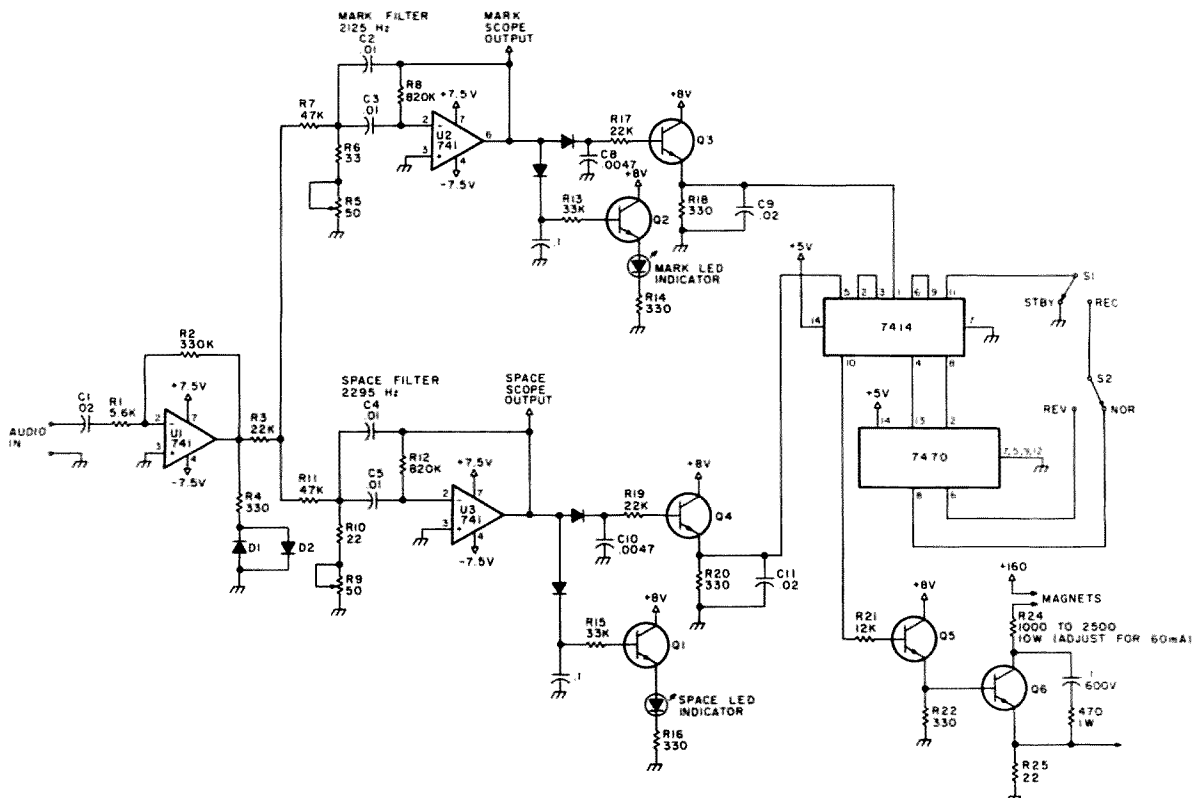 MARK FILTER
2125 Hz
C2
.01
MARK
SCOPE
OUTPUT
R7
47K
C3
.01
R8
820K
+7.5V
2
7
U2
741
6
3
4
-7.5V
R6
33
R5
50
R17
22K
+8V
Q3
C8
.0047
+8V
R13
33K
Q2
.1
MARK LED
INDICATOR
R14
330
R18
330
C9
.02
+5V
5
2
3
1
6
9
11
14
7414
7
10
4
8
S1
STBY
REC
S2
REV
NOR
+5V
14
13
2
7470
7,5,9,12
8
6
R2
330K
+7.5V
C1
.02
R1
5.6K
AUDIO
IN
2
7
U1
741
3
4
-7.5V
R3
22K
R4
330
D1
D2
SPACE FILTER
2295 Hz
C4
.01
SPACE
SCOPE
OUTPUT
R11
47K
C5
.01
R12
820K
+7.5V
2
7
U3
741
3
4
-7.5V
R10
22
R9
50
R19
22K
+8V
Q4
C10
.0047
R20
330
C11
.02
+8V
R15
33K
Q1
.1
SPACE LED
INDICATOR
R16
330
+8V
R21
12K
Q5
R22
330
+160
MAGNETS
R24
1000 TO 2500
10W (ADJUST FOR 60mA)
Q6
.1
600V
470
1W
R25
22